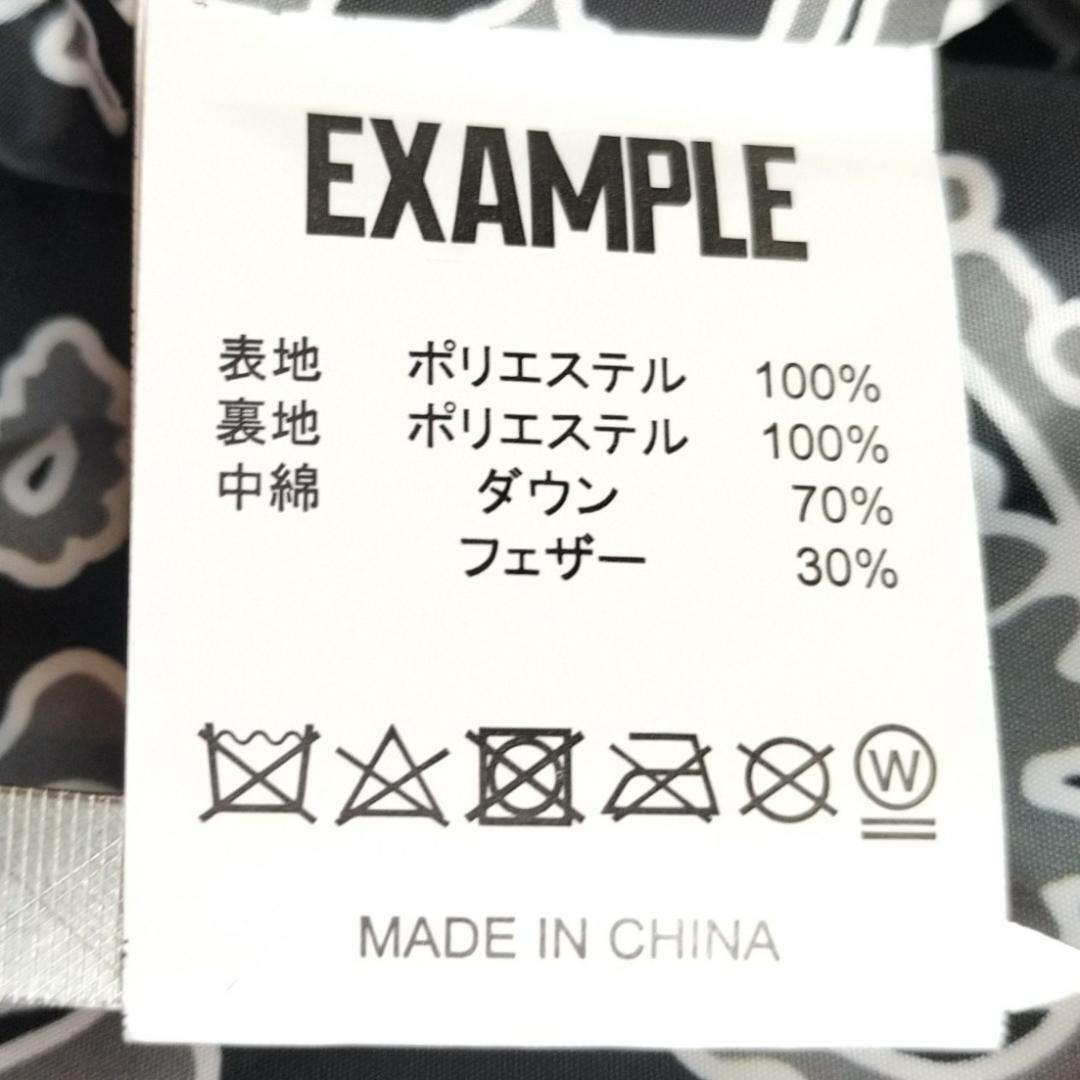 EXAMPLE
表地 ポリエステル 100%
裏地 ポリエステル 100%
中綿 ダウン 70%
フェザー 30%
W
MADE IN CHINA